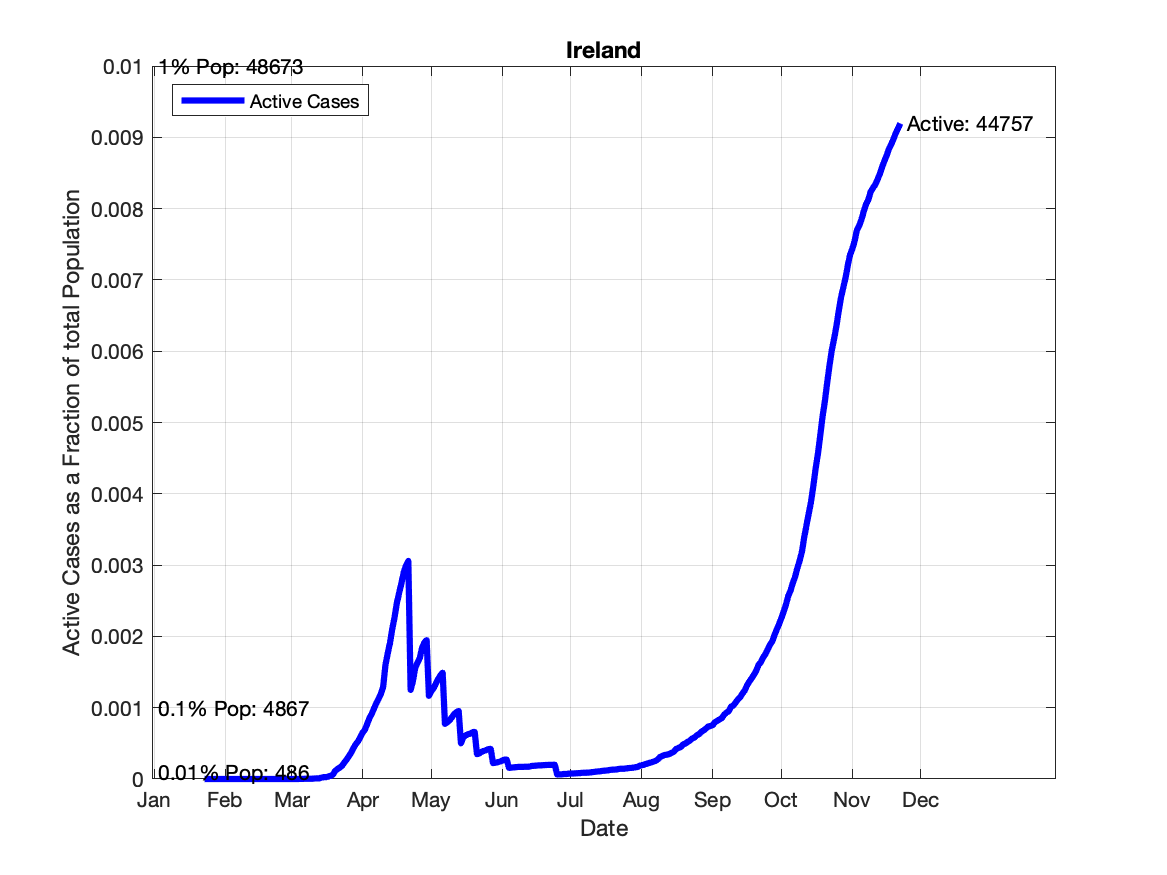 Ireland
0.01
1% Pop: 48673
Active Cases
Active: 44757
0.009
0.008
0.007
0.006
0.005
0.004
0.003
0.002
0.001
0.1% Pop: 4867
0.01% Pop: 486
0
Active Cases as a Fraction of total Population
Jan Feb Mar Apr May Jun Jul Aug Sep Oct Nov Dec
Date